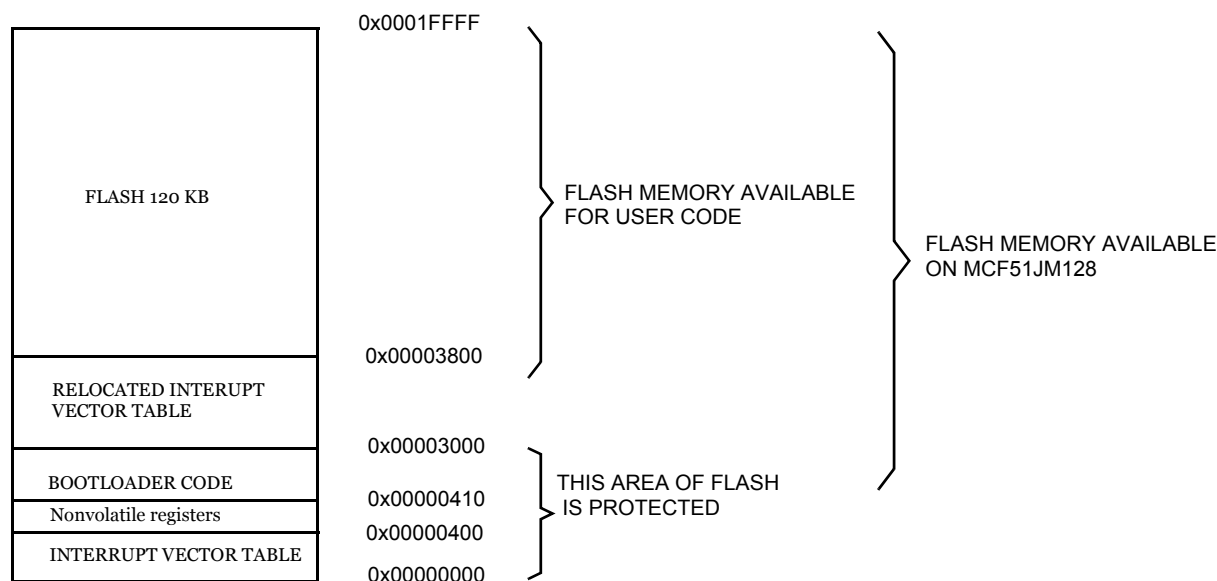 0x0001FFFF
FLASH 120 KB
FLASH MEMORY AVAILABLE
FOR USER CODE
FLASH MEMORY AVAILABLE
ON MCF51JM128
0x00003800
RELOCATED INTERUPT
VECTOR TABLE
0x00003000
BOOTLOADER CODE
THIS AREA OF FLASH
IS PROTECTED
0x00000410
Nonvolatile registers
0x00000400
INTERRUPT VECTOR TABLE
0x00000000